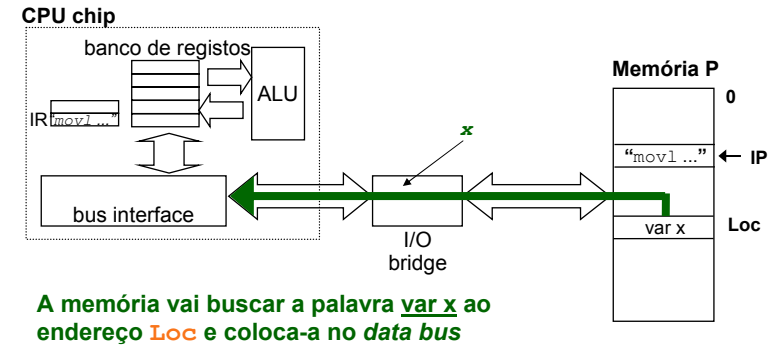 CPU chip
banco de registos
ALU
IR
"movl ..."
bus interface
x
I/O
bridge
Memória P
0
"movl ..."
IP
var x
Loc
A memória vai buscar a palavra var x ao
endereço Loc e coloca-a no data bus